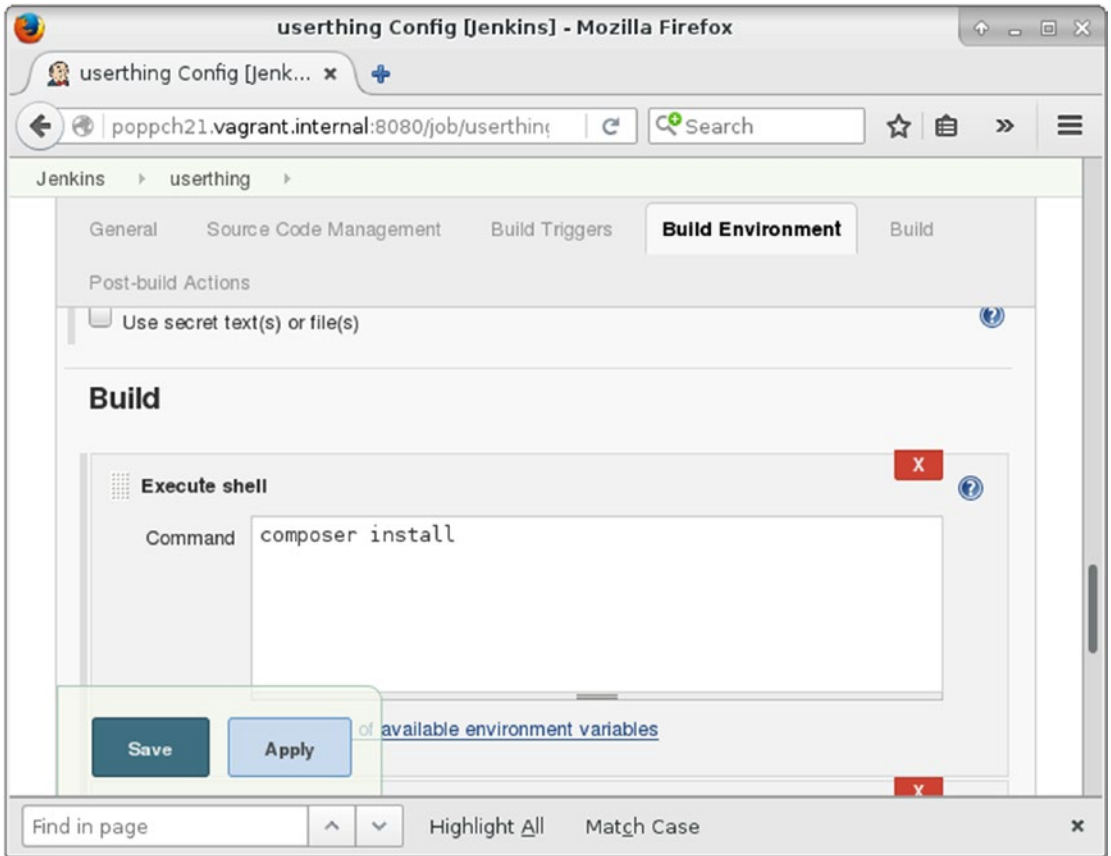 userthing Config [Jenkins] - Mozilla Firefox
userthing Config [Jenk... ×
poppch21.vagrant.internal:8080/job/userthing
Search
Jenkins userthing
General Source Code Management Build Triggers Build Environment Build
Post-build Actions
Use secret text(s) or file(s)
Build
X
Execute shell
Command composer install
of available environment variables
Save Apply
X
Find in page Highlight All Match Case ×